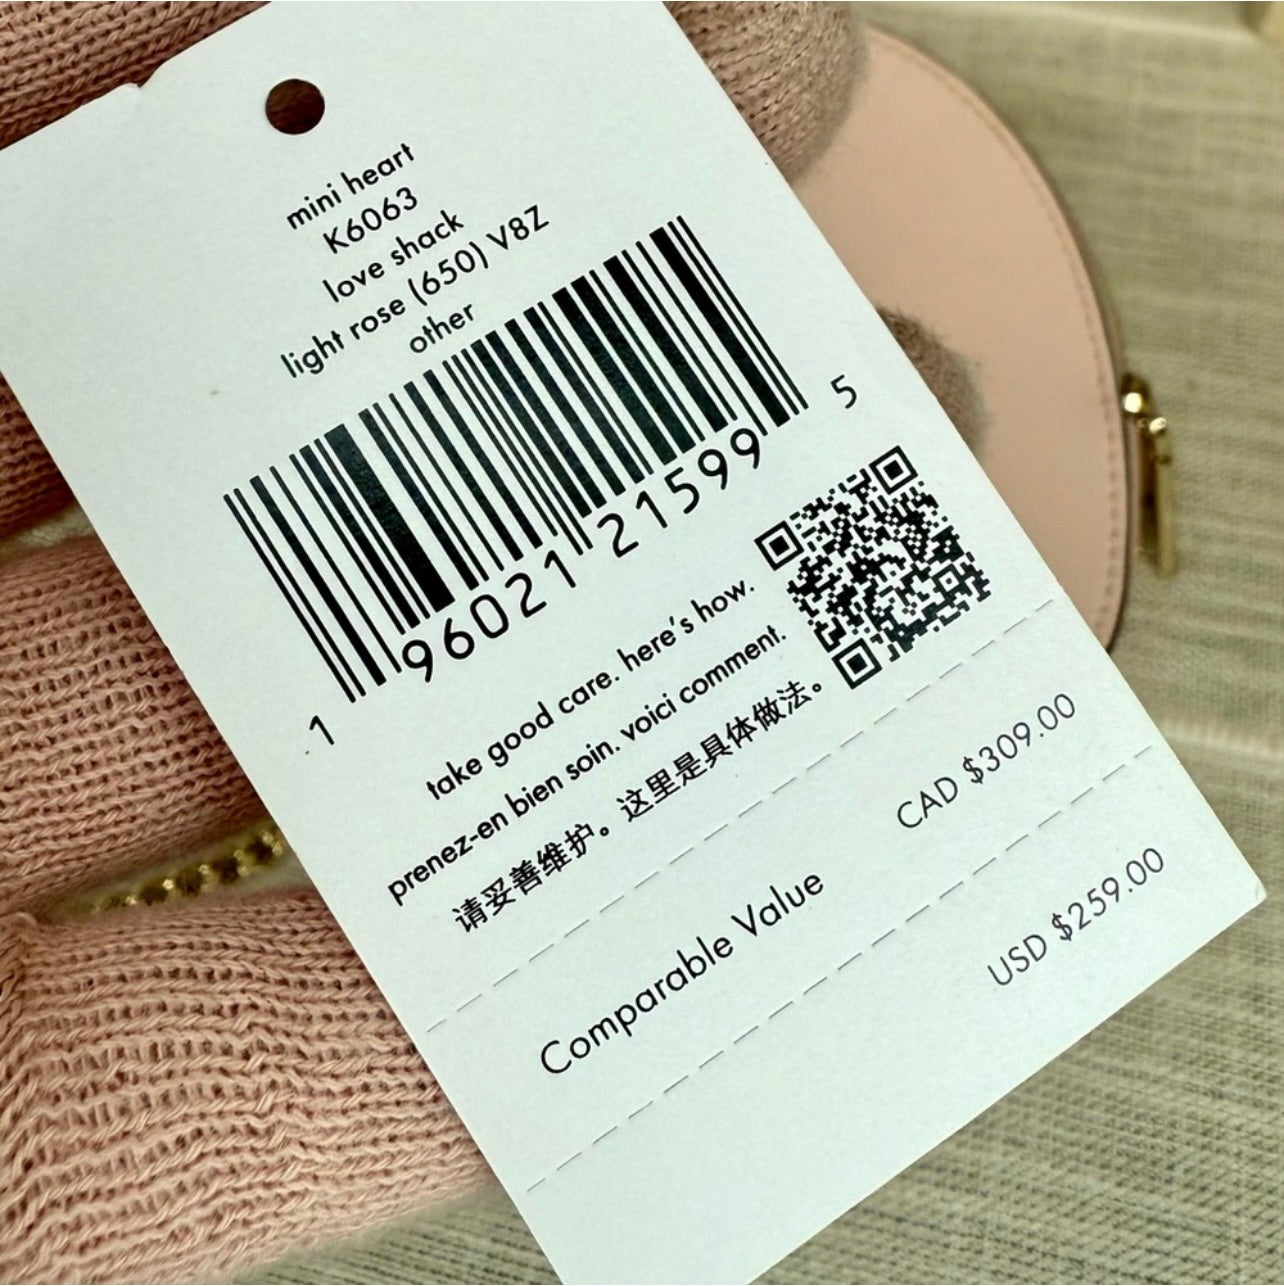 mini heart
K6063
love shack
light rose (650) V8Z
other
1 96021 21599 5
take good care. here's how.
prenez-en bien soin. voici comment.
请妥善维护。这里是具体做法。
CAD $309.00
Comparable Value
USD $259.00